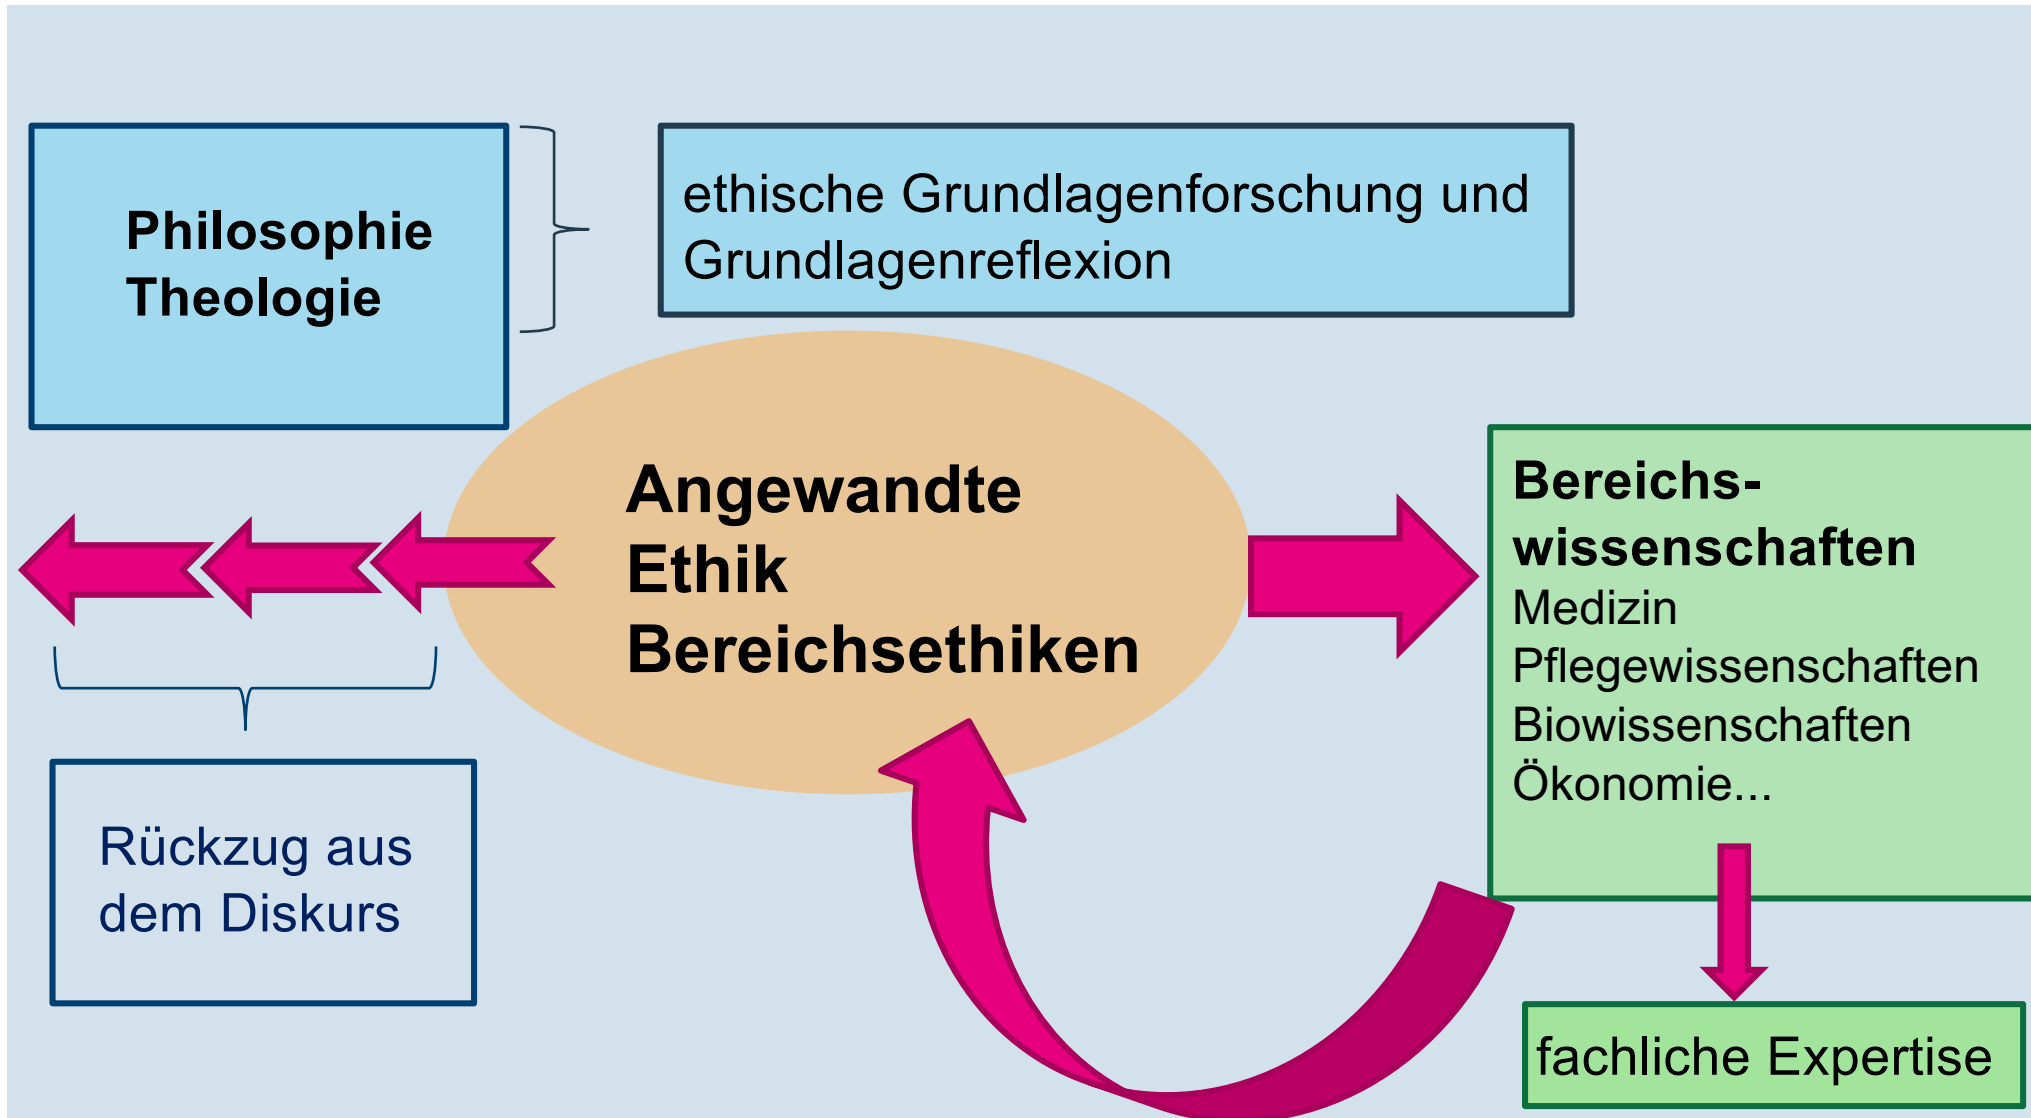 Philosophie
Theologie
ethische Grundlagenforschung und
Grundlagenreflexion
Angewandte
Ethik
Bereichsethiken
Bereichs-
wissenschaften
Medizin
Pflegewissenschaften
Biowissenschaften
Ökonomie...
Rückzug aus
dem Diskurs
fachliche Expertise